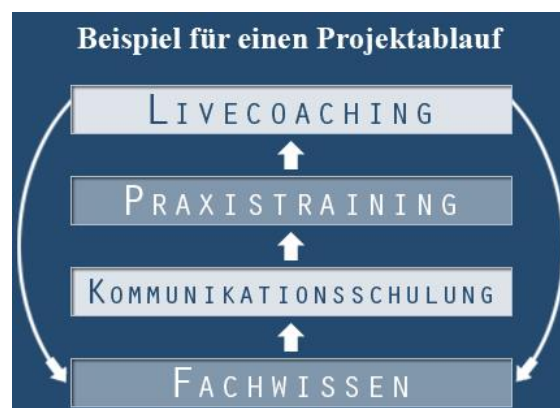 Beispiel für einen Projektablauf
LIVECOACHING
PRAXISTRAINING
KOMMUNIKATIONSSCHULUNG
FACHWISSEN